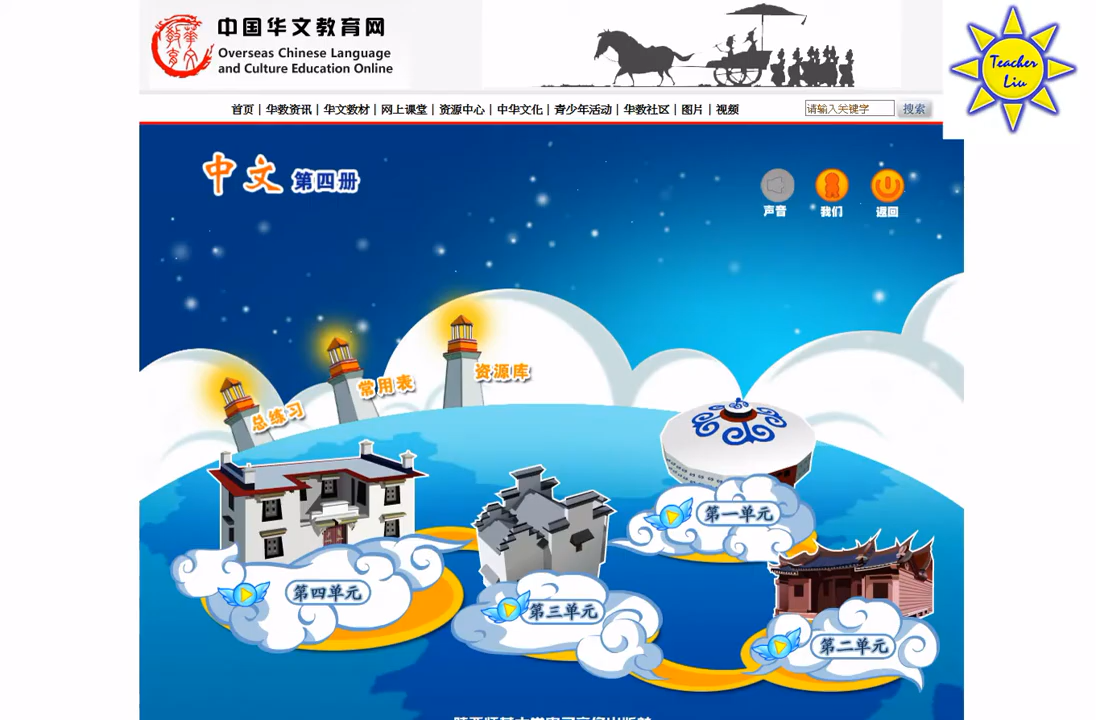 中国华文教育网
Overseas Chinese Language
and Culture Education Online
Teacher
Liu
首页 | 华教资讯 | 华文教材 | 网上课堂 | 资源中心 | 中华文化 | 青少年活动 | 华教社区 | 图片 | 视频
请输入关键字
搜索
中文 第四册
声音
我们
返回
资源库
常用表
总练习
第一单元
第四单元
第三单元
第二单元